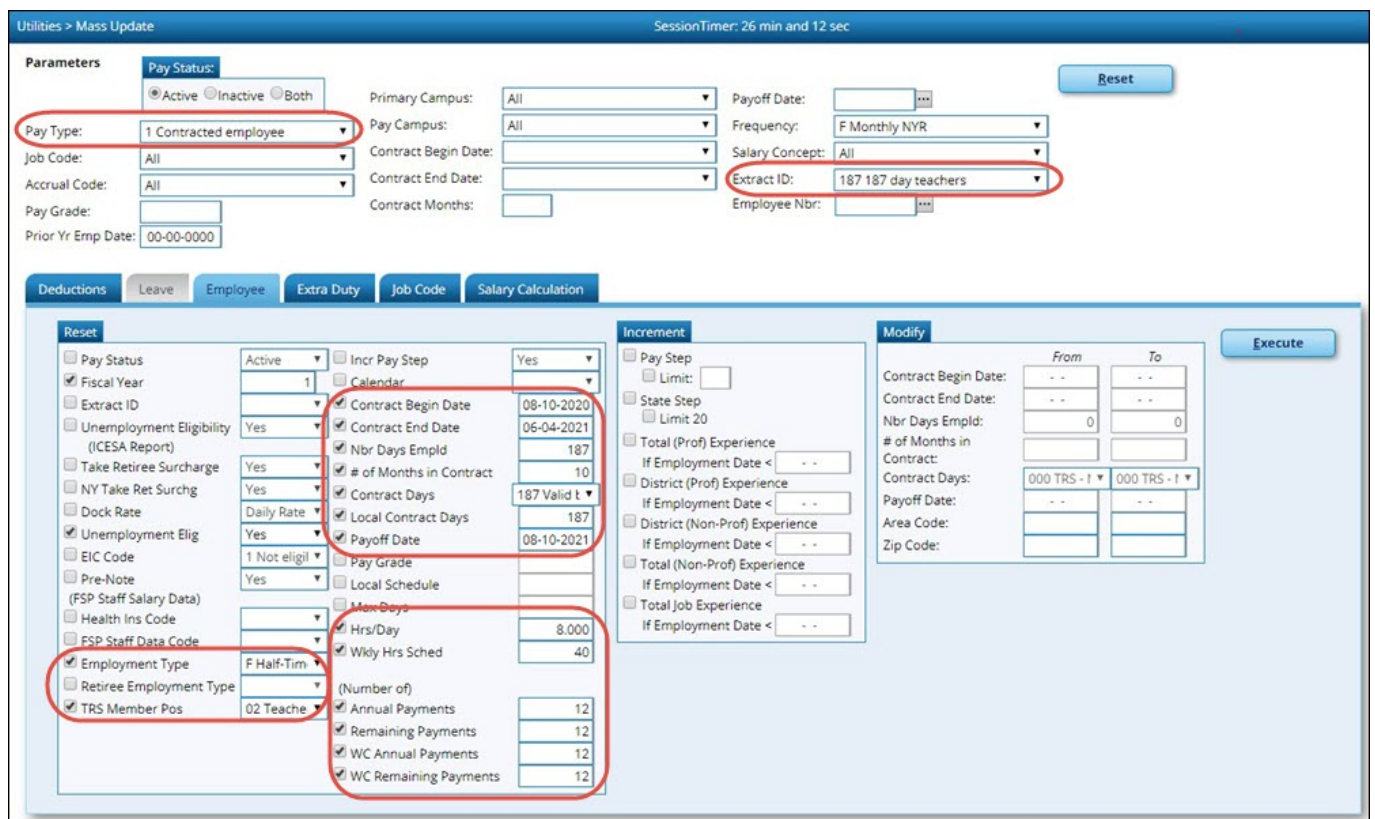 Utilities > Mass Update SessionTimer: 26 min and 12 sec
Parameters Pay Status: Reset
Active Inactive Both Primary Campus: All Payoff Date: ...
Pay Type: 1 Contracted employee Pay Campus: All Frequency: F Monthly NYR
Job Code: All Contract Begin Date: Salary Concept: All
Accrual Code: All Contract End Date: Extract ID: 187 187 day teachers
Pay Grade: Contract Months: Employee Nbr: ...
Prior Yr Emp Date: 00-00-0000
Deductions Leave Employee Extra Duty Job Code Salary Calculation
Reset
Pay Status Active
Fiscal Year 1
Extract ID
Unemployment Eligibility Yes
(ICESA Report)
Take Retiree Surcharge Yes
NY Take Ret Surchg Yes
Dock Rate Daily Rate
Unemployment Elig Yes
EIC Code 1 Not eligil
Pre-Note Yes
(FSP Staff Salary Data)
Health Ins Code
FSP Staff Data Code
Employment Type F Half-Tim
Retiree Employment Type
TRS Member Pos 02 Teache
Incr Pay Step Yes
Calendar
Contract Begin Date 08-10-2020
Contract End Date 06-04-2021
Nbr Days Empld 187
# of Months in Contract 10
Contract Days 187 Valid t
Local Contract Days 187
Payoff Date 08-10-2021
Pay Grade
Local Schedule
Max Days
Hrs/Day 8.000
Wkly Hrs Sched 40
(Number of)
Annual Payments 12
Remaining Payments 12
WC Annual Payments 12
WC Remaining Payments 12
Increment
Pay Step
Limit:
State Step
Limit 20
Total (Prof) Experience
If Employment Date < - -
District (Prof) Experience
If Employment Date < - -
District (Non-Prof) Experience
If Employment Date < - -
Total (Non-Prof) Experience
If Employment Date < - -
Total Job Experience
If Employment Date < - -
Modify
From To
Contract Begin Date: - - - -
Contract End Date: - - - -
Nbr Days Empld: 0 0
# of Months in
Contract:
Contract Days: 000 TRS - 000 TRS -
Payoff Date: - - - -
Area Code:
Zip Code:
Execute